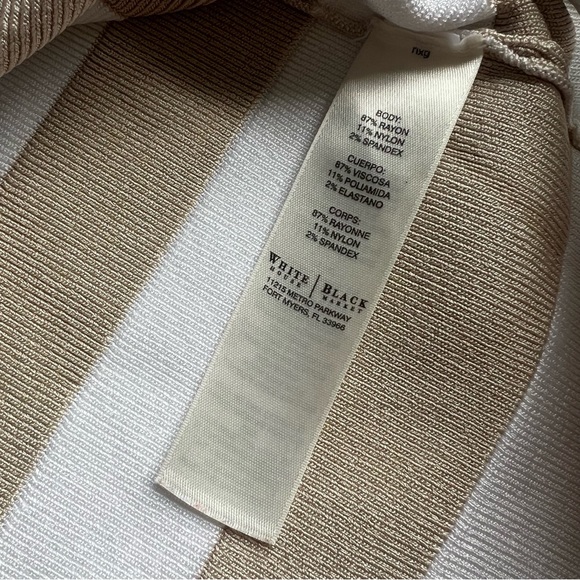 nxg
BODY:
87% RAYON
11% NYLON
2% SPANDEX
CUERPO:
87% VISCOSA
11% POLIAMIDA
2% ELASTANO
CORPS:
87% RAYONNE
11% NYLON
2% SPANDEX
WHITE | BLACK
HOUSE | MARKET
11215 METRO PARKWAY
FORT MYERS, FL 33966